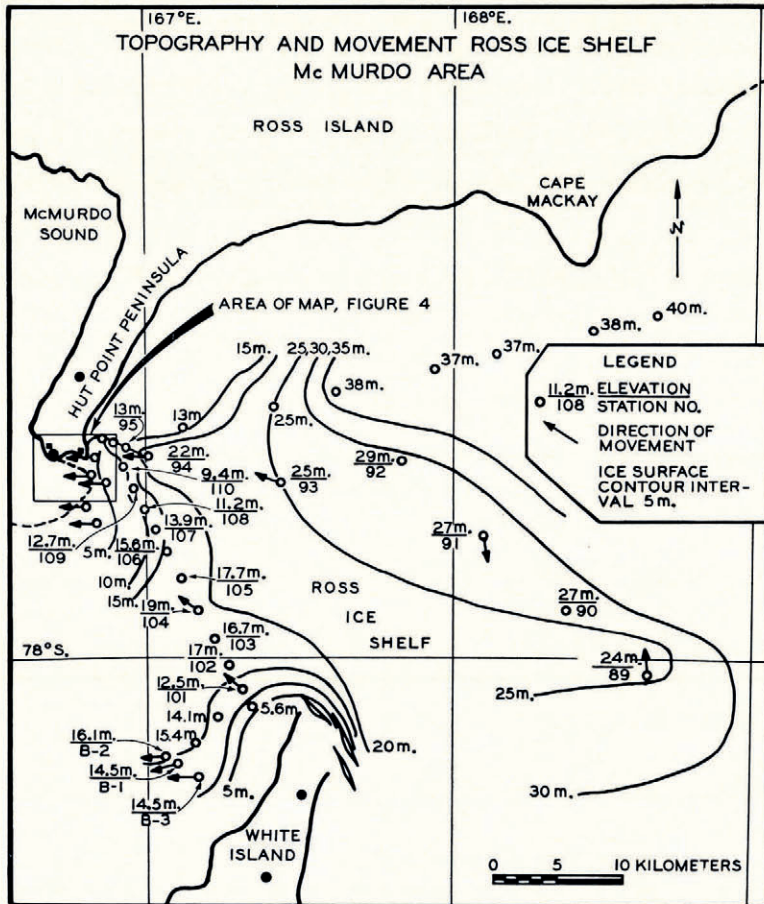 167°E.
168°E.
TOPOGRAPHY AND MOVEMENT ROSS ICE SHELF
Mc MURDO AREA
ROSS ISLAND
CAPE
MACKAY
McMURDO
SOUND
N
HUT POINT PENINSULA
AREA OF MAP, FIGURE 4
40m.
38m.
37m.
37m.
38m.
15m.
25,30,35m.
LEGEND
11.2m. ELEVATION
108 STATION NO.
DIRECTION OF
MOVEMENT
ICE SURFACE
CONTOUR INTER-
VAL 5m.
13m.
95
13m.
25m.
22m.
94
29m.
92
25m.
93
9.4m.
110
11.2m.
108
13.9m.
107
27m.
91
12.7m.
109
5m.
15.6m.
106
10m.
15m.
17.7m.
105
19m.
104
ROSS
ICE
SHELF
27m.
90
16.7m.
103
78°S.
17m.
102
24m.
89
12.5m.
101
25m.
14.1m.
5.6m.
15.4m.
20m.
16.1m.
B-2
14.5m.
B-1
14.5m.
B-3
5m.
30m.
WHITE
ISLAND
0 5 10 KILOMETERS